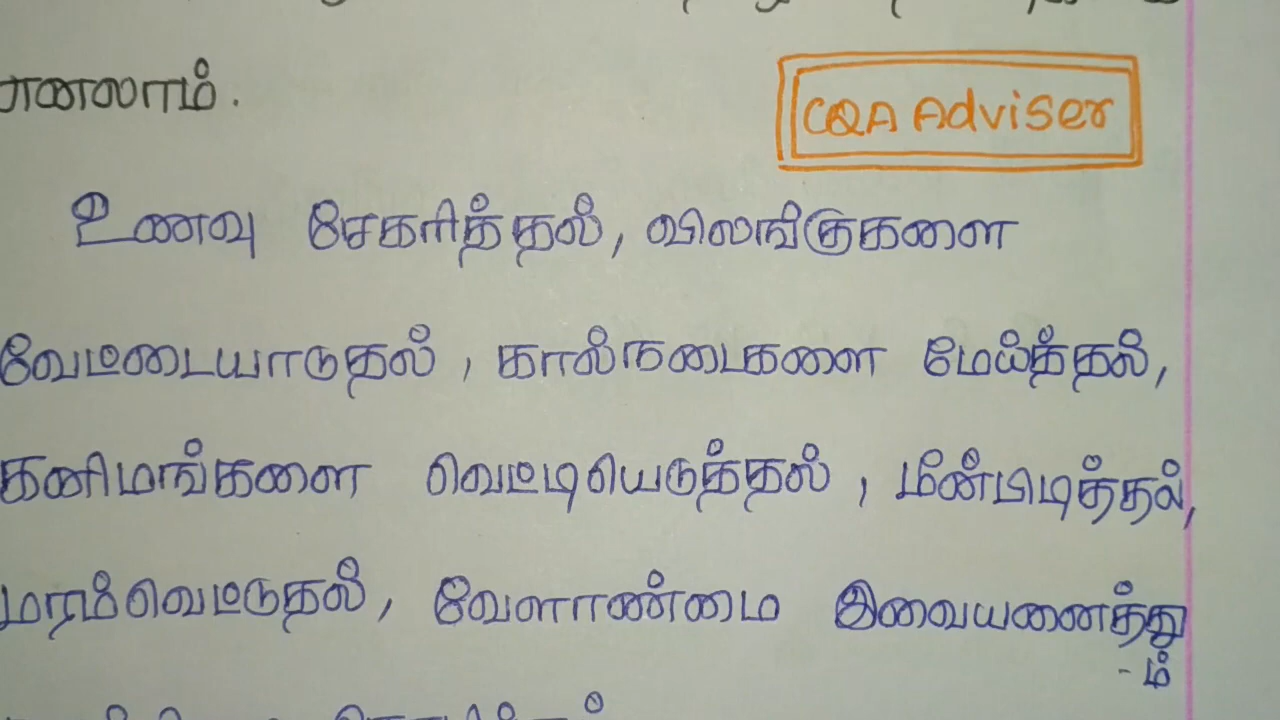 எனலாம்.
CQA Adviser
உணவு சேகரித்தல், விலங்குகளை
வேட்டையாடுதல், கால்நடைகளை மேய்த்தல்,
கனிமங்களை வெட்டியெடுத்தல், மீன்பிடித்தல்,
மரம்வெட்டுதல், வேளாண்மை இவையனைத்து
-ம்